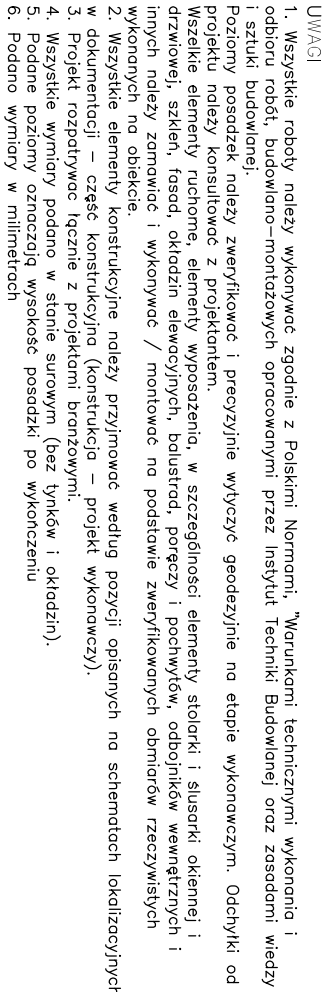 UWAGI
1. Wszystkie roboty należy wykonywać zgodnie z Polskimi Normami, "Warunkami technicznymi wykonania i
odbioru robót, budowlano-montażowych opracowanymi przez Instytut Techniki Budowlanej oraz zasadami wiedzy
i sztuki budowlanej.
Poziomy posadzek należy zweryfikować i precyzyjnie wytyczyć geodezyjnie na etapie wykonawczym. Odchyłki od
projektu należy konsultować z projektantem.
Wszelkie elementy ruchome, elementy wyposażenia, w szczególności elementy stolarki i ślusarki okiennej i
drzwiowej, szkleń, fasad, okładzin elewacyjnych, balustrad, poręczy i pochwytów, odbojników wewnętrznych i
innych należy zamawiać i wykonywać / montować na podstawie zweryfikowanych obmiarów rzeczywistych
wykonanych na obiekcie.
2. Wszystkie elementy konstrukcyjne należy przyjmować według pozycji opisanych na schematach lokalizacyjnych
w dokumentacji – część konstrukcyjna (konstrukcja – projekt wykonawczy).
3. Projekt rozpatrywac łącznie z projektami branżowymi.
4. Wszystkie wymiary podano w stanie surowym (bez tynków i okładzin).
5. Podane poziomy oznaczają wysokość posadzki po wykończeniu
6. Podano wymiary w milimetrach